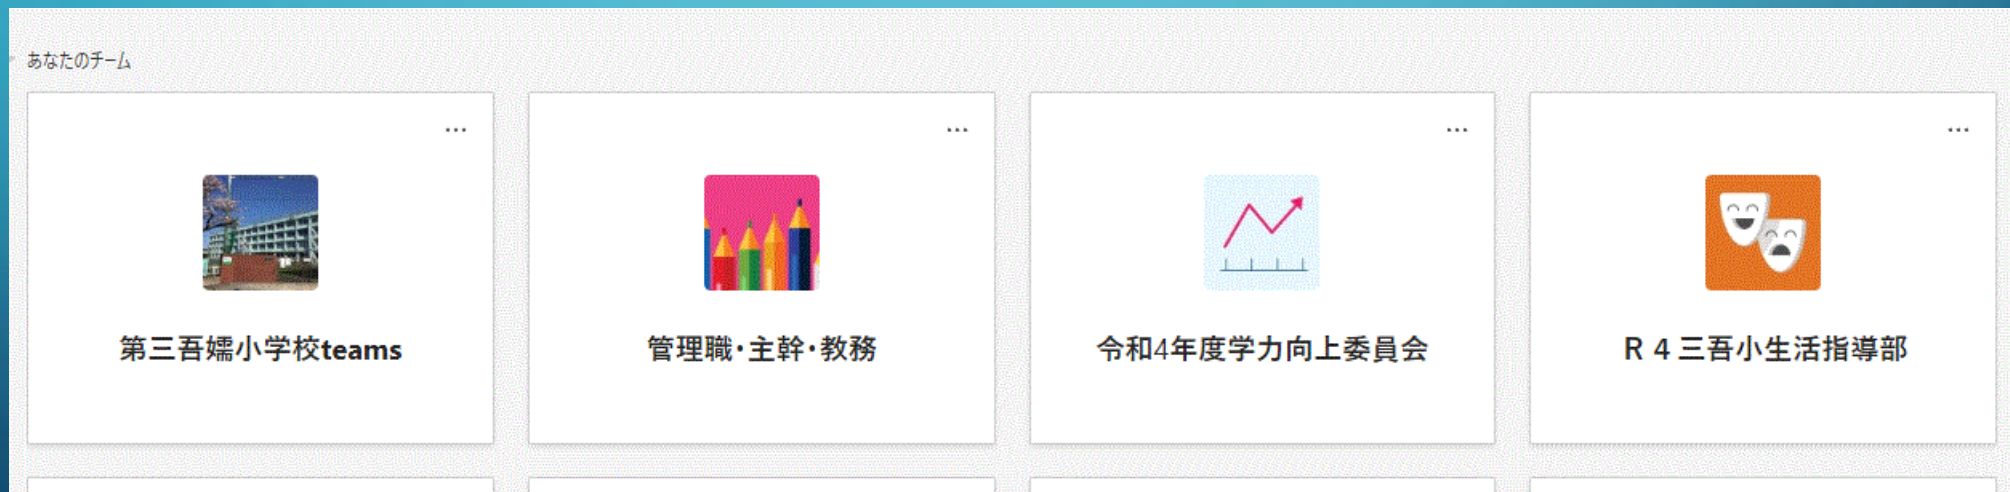 あなたのチーム
…
…
…
…
第三吾嬬小学校teams
管理職・主幹・教務
令和4年度学力向上委員会
R 4 三吾小生活指導部